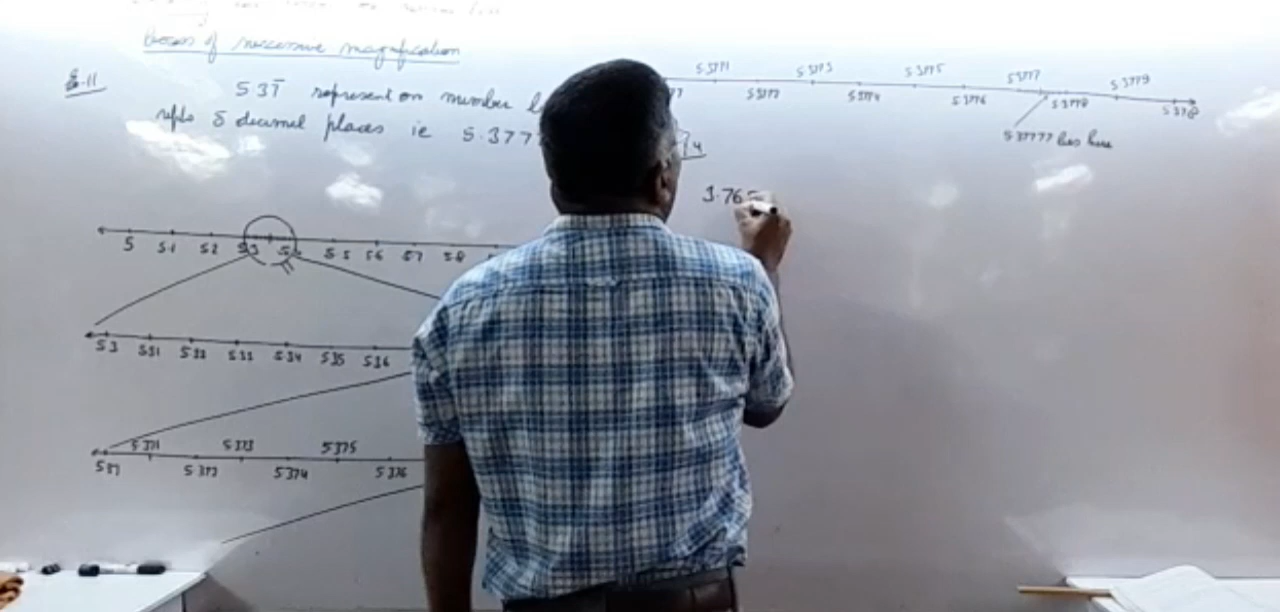 Process of successive magnification
E.11
5.37̅ represent on number l
upto 5 decimal places ie 5.377
5 5.1 5.2 5.3 5.4 5.5 5.6 5.7 5.8
5.3 5.31 5.32 5.33 5.34 5.35 5.36
5.371 5.373 5.375
5.37 5.372 5.374 5.376
5.3771 5.3773 5.3775 5.3777 5.3779
5.3772 5.3774 5.3776 5.3778 5.378
5.37777 lies here
3.765